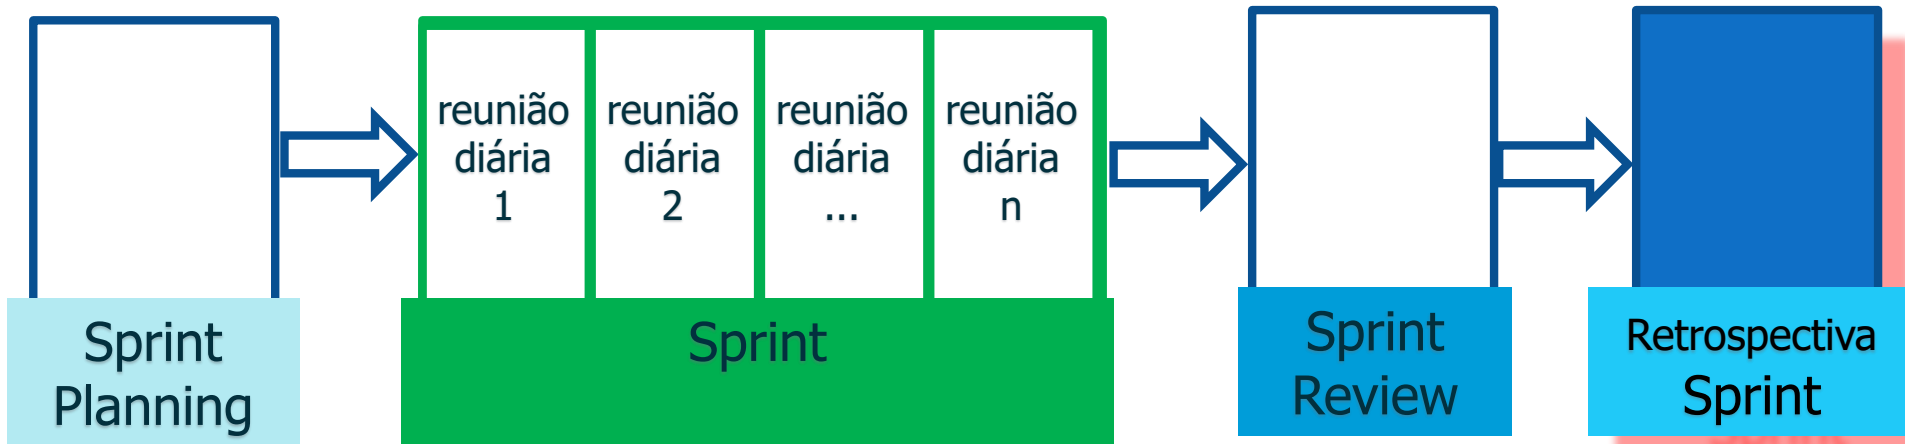 reunião
diária
1
reunião
diária
2
reunião
diária
...
reunião
diária
n
Sprint
Planning
Sprint
Sprint
Review
Retrospectiva
Sprint